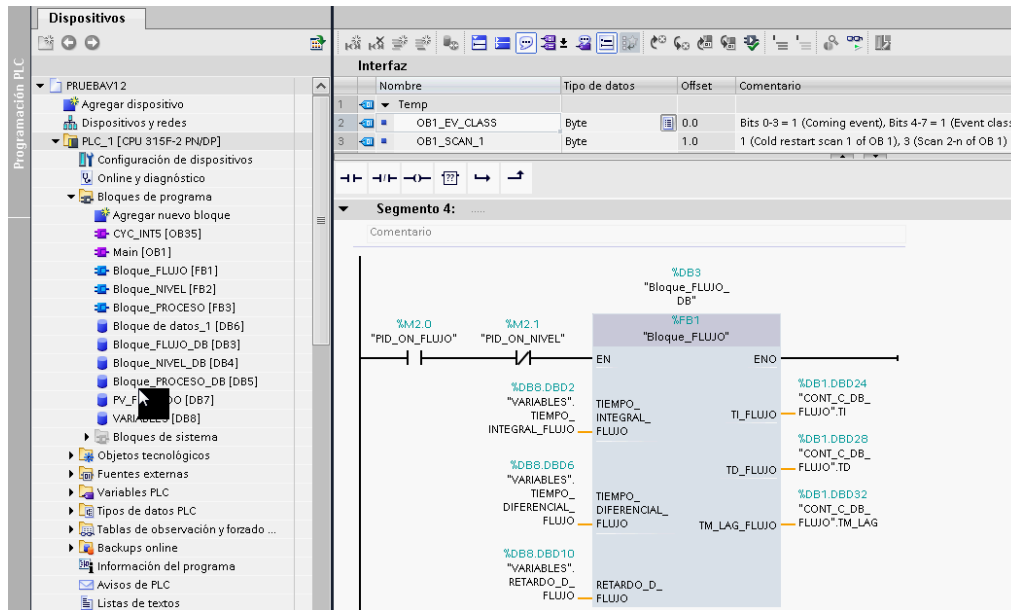 Dispositivos
Programación PLC
PRUEBAV12
Agregar dispositivo
Dispositivos y redes
PLC_1 [CPU 315F-2 PN/DP]
Configuración de dispositivos
Online y diagnóstico
Bloques de programa
Agregar nuevo bloque
CYC_INT5 [OB35]
Main [OB1]
Bloque_FLUJO [FB1]
Bloque_NIVEL [FB2]
Bloque_PROCESO [FB3]
Bloque de datos_1 [DB6]
Bloque_FLUJO_DB [DB3]
Bloque_NIVEL_DB [DB4]
Bloque_PROCESO_DB [DB5]
[DB7]
[DB8]
Bloques de sistema
Objetos tecnológicos
Fuentes externas
Variables PLC
Tipos de datos PLC
Tablas de observación y forzado ...
Backups online
Información del programa
Avisos de PLC
Listas de textos
Interfaz
Nombre Tipo de datos Offset Comentario
1 Temp
2 OB1_EV_CLASS Byte 0.0 Bits 0-3 = 1 (Coming event), Bits 4-7 = 1 (Event class
3 OB1_SCAN_1 Byte 1.0 1 (Cold restart scan 1 of OB 1), 3 (Scan 2-n of OB 1)
??
Segmento 4: .....
Comentario
%DB3
"Bloque_FLUJO_
DB"
%M2.0
"PID_ON_FLUJO"
%M2.1
"PID_ON_NIVEL"
%FB1
"Bloque_FLUJO"
EN ENO
%DB8.DBD2
"VARIABLES".
TIEMPO_
INTEGRAL_FLUJO
TIEMPO_
INTEGRAL_
FLUJO
TI_FLUJO
%DB1.DBD24
"CONT_C_DB_
FLUJO".TI
%DB8.DBD6
"VARIABLES".
TIEMPO_
DIFERENCIAL_
FLUJO
TIEMPO_
DIFERENCIAL_
FLUJO
TD_FLUJO
%DB1.DBD28
"CONT_C_DB_
FLUJO".TD
TM_LAG_FLUJO
%DB1.DBD32
"CONT_C_DB_
FLUJO".TM_LAG
%DB8.DBD10
"VARIABLES".
RETARDO_D_
FLUJO
RETARDO_D_
FLUJO